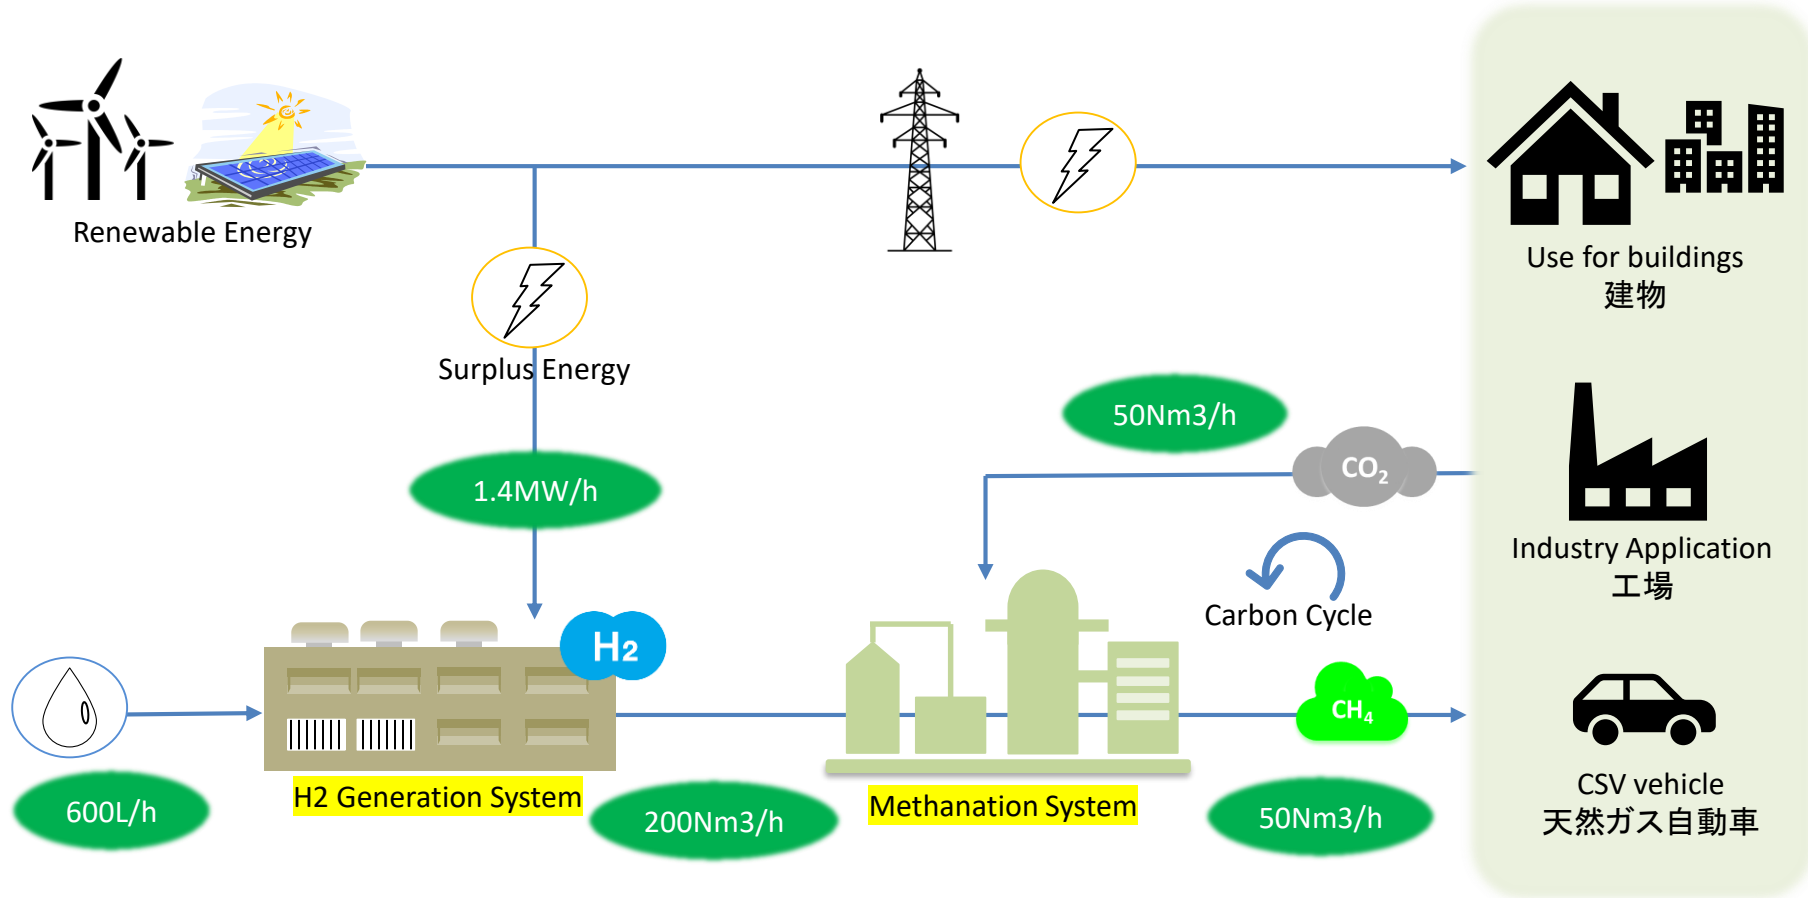 Renewable Energy
Use for buildings
建物
Surplus Energy
50Nm3/h
CO₂
1.4MW/h
Industry Application
工場
Carbon Cycle
H2
CH₄
H2 Generation System
Methanation System
CSV vehicle
天然ガス自動車
600L/h
200Nm3/h
50Nm3/h